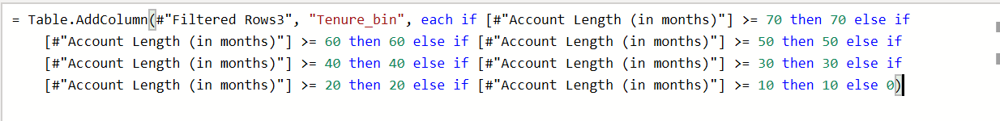 = Table.AddColumn(#"Filtered Rows3", "Tenure_bin", each if [#"Account Length (in months)"] >= 70 then 70 else if
[#"Account Length (in months)"] >= 60 then 60 else if [#"Account Length (in months)"] >= 50 then 50 else if
[#"Account Length (in months)"] >= 40 then 40 else if [#"Account Length (in months)"] >= 30 then 30 else if
[#"Account Length (in months)"] >= 20 then 20 else if [#"Account Length (in months)"] >= 10 then 10 else 0)